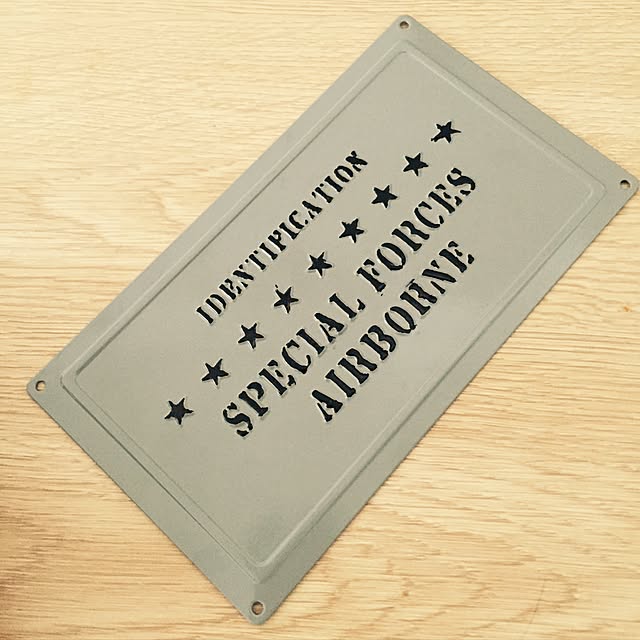 IDENTIFICATION
★★★★★★★★★
SPECIAL FORCES
AIRBORNE